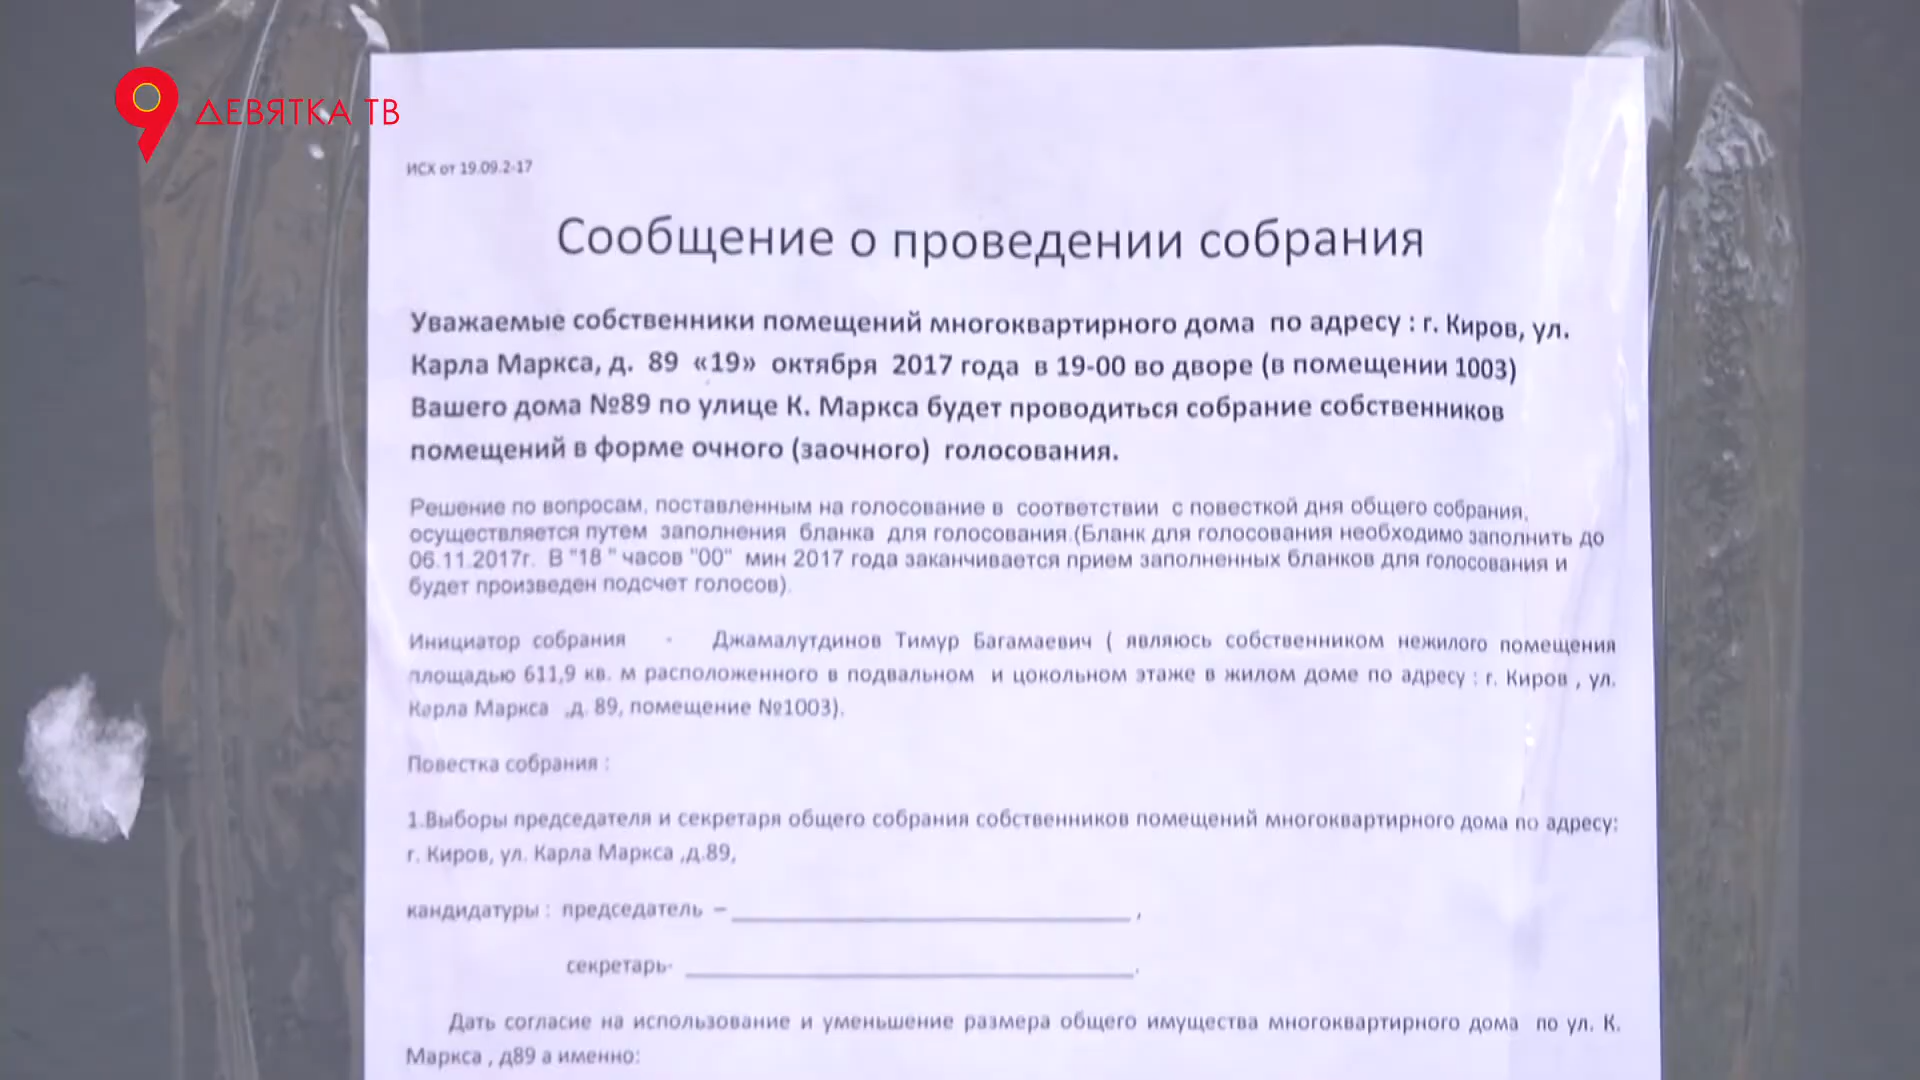 9 ДЕВЯТКА ТВ
ИСХ от 19.09.2-17
Сообщение о проведении собрания
Уважаемые собственники помещений многоквартирного дома по адресу : г. Киров, ул.
Карла Маркса, д. 89 «19» октября 2017 года в 19-00 во дворе (в помещении 1003)
Вашего дома №89 по улице К. Маркса будет проводиться собрание собственников
помещений в форме очного (заочного) голосования.
Решение по вопросам, поставленным на голосование в соответствии с повесткой дня общего собрания,
осуществляется путем заполнения бланка для голосования.(Бланк для голосования необходимо заполнить до
06.11.2017г. В "18 " часов "00" мин 2017 года заканчивается прием заполненных бланков для голосования и
будет произведен подсчет голосов).
Инициатор собрания - Джамалутдинов Тимур Багамаевич ( являюсь собственником нежилого помещения
площадью 611,9 кв. м расположенного в подвальном и цокольном этаже в жилом доме по адресу : г. Киров , ул.
Карла Маркса ,д. 89, помещение №1003).
Повестка собрания :
1.Выборы председателя и секретаря общего собрания собственников помещений многоквартирного дома по адресу:
г. Киров, ул. Карла Маркса ,д.89,
кандидатуры : председатель – ______________________________ ,
секретарь- __________________________________.
Дать согласие на использование и уменьшение размера общего имущества многоквартирного дома по ул. К.
Маркса , д89 а именно: